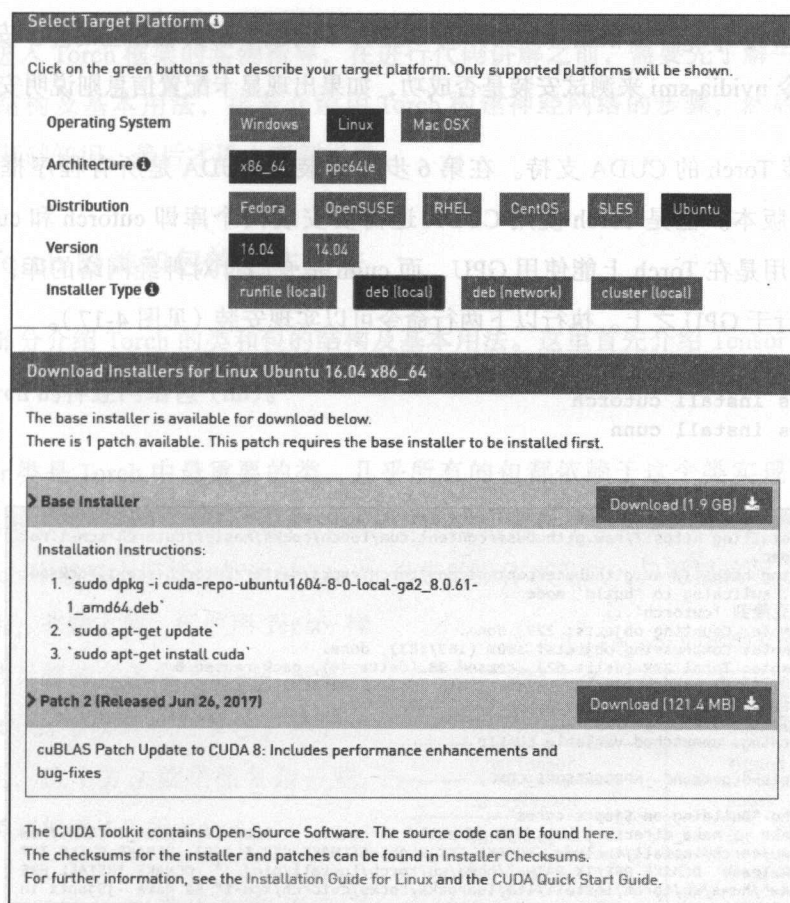 Select Target Platform
Click on the green buttons that describe your target platform. Only supported platforms will be shown.
Operating System Windows Linux Mac OSX
Architecture x86_64 ppc64le
Distribution Fedora OpenSUSE RHEL CentOS SLES Ubuntu
Version 16.04 14.04
Installer Type runfile (local) deb (local) deb (network) cluster (local)
Download Installers for Linux Ubuntu 16.04 x86_64
The base installer is available for download below.
There is 1 patch available. This patch requires the base installer to be installed first.
> Base Installer Download (1.9 GB)
Installation Instructions:
1. `sudo dpkg -i cuda-repo-ubuntu1604-8-0-local-ga2_8.0.61-
1_amd64.deb`
2. `sudo apt-get update`
3. `sudo apt-get install cuda`
> Patch 2 (Released Jun 26, 2017) Download (121.4 MB)
cuBLAS Patch Update to CUDA 8: Includes performance enhancements and
bug-fixes
The CUDA Toolkit contains Open-Source Software. The source code can be found here.
The checksums for the installer and patches can be found in Installer Checksums.
For further information, see the Installation Guide for Linux and the CUDA Quick Start Guide.